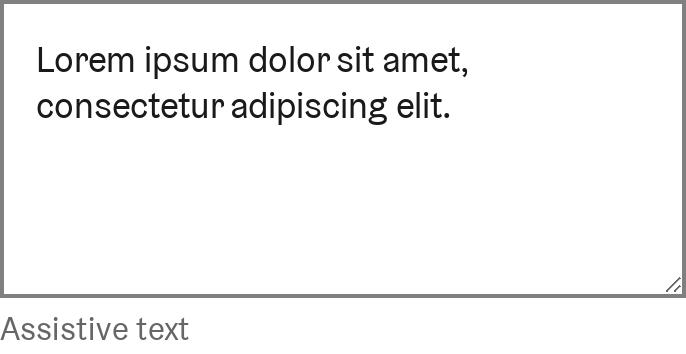 Lorem ipsum dolor sit amet,
consectetur adipiscing elit.
Assistive text